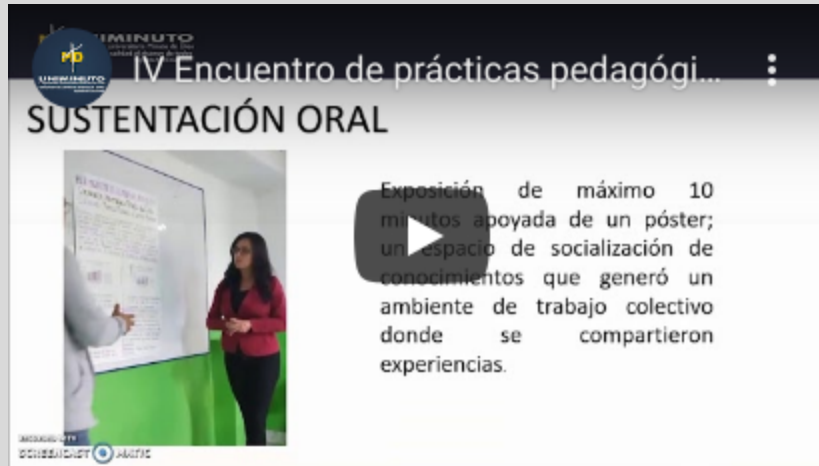 UNIMINUTO
IV Encuentro de prácticas pedagógi...
SUSTENTACIÓN ORAL
Exposición de máximo 10
minutos apoyada de un póster;
un espacio de socialización de
conocimientos que generó un
ambiente de trabajo colectivo
donde se compartieron
experiencias.
SCREENCAST MATIC